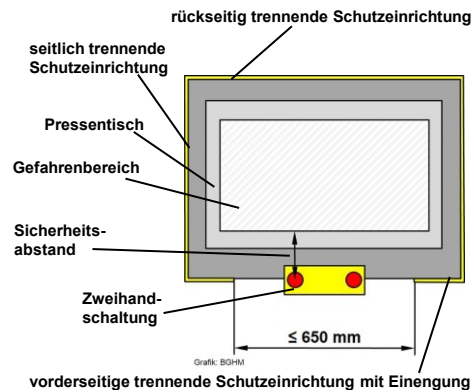 rückseitig trennende Schutzeinrichtung
seitlich trennende
Schutzeinrichtung
Pressentisch
Gefahrenbereich
Sicherheits-
abstand
Zweihand-
schaltung
≤ 650 mm
Grafik: BGHM
vorderseitige trennende Schutzeinrichtung mit Einengung